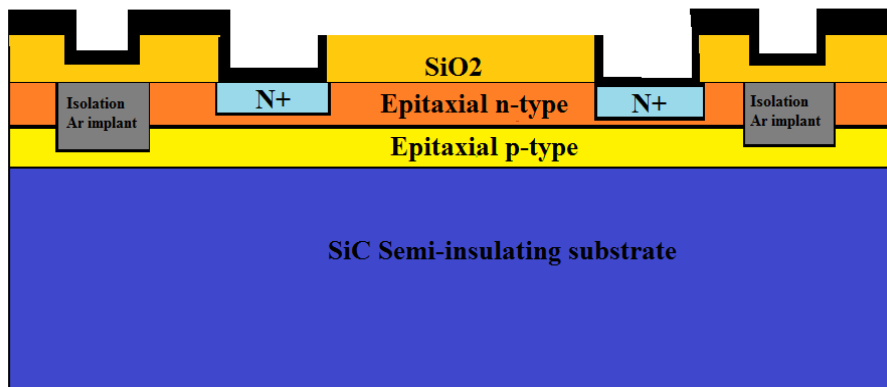 SiO2
Isolation
Ar implant
N+
Epitaxial n-type
N+
Isolation
Ar implant
Epitaxial p-type
SiC Semi-insulating substrate